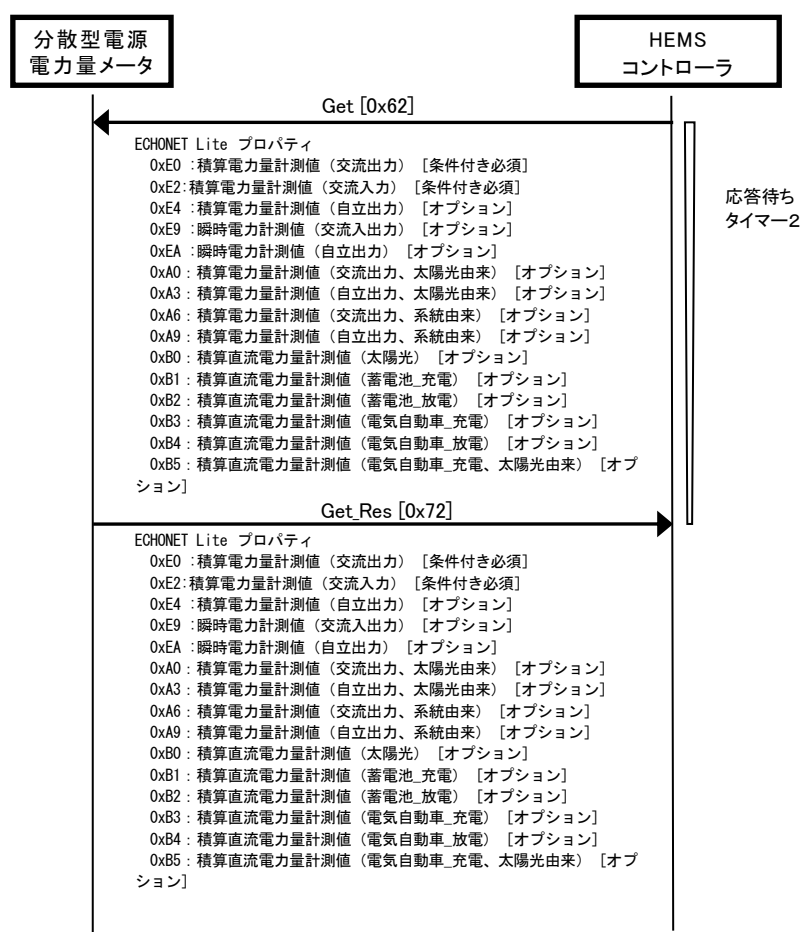 分散型電源
電力量メータ
HEMS
コントローラ
Get [0x62]
ECHONET Lite プロパティ
0xE0 :積算電力量計測値（交流出力） [条件付き必須]
0xE2:積算電力量計測値（交流入力） [条件付き必須]
0xE4 :積算電力量計測値（自立出力） [オプション]
0xE9 :瞬時電力計測値（交流入出力） [オプション]
0xEA :瞬時電力計測値（自立出力） [オプション]
0xA0：積算電力量計測値（交流出力、太陽光由来） [オプション]
0xA3：積算電力量計測値（自立出力、太陽光由来） [オプション]
0xA6：積算電力量計測値（交流出力、系統由来） [オプション]
0xA9：積算電力量計測値（自立出力、系統由来） [オプション]
0xB0：積算直流電力量計測値（太陽光） [オプション]
0xB1：積算直流電力量計測値（蓄電池_充電） [オプション]
0xB2：積算直流電力量計測値（蓄電池_放電） [オプション]
0xB3：積算直流電力量計測値（電気自動車_充電） [オプション]
0xB4：積算直流電力量計測値（電気自動車_放電） [オプション]
0xB5：積算直流電力量計測値（電気自動車_充電、太陽光由来） [オプ
ション]
応答待ち
タイマー２
Get_Res [0x72]
ECHONET Lite プロパティ
0xE0 :積算電力量計測値（交流出力） [条件付き必須]
0xE2:積算電力量計測値（交流入力） [条件付き必須]
0xE4 :積算電力量計測値（自立出力） [オプション]
0xE9 :瞬時電力計測値（交流入出力） [オプション]
0xEA :瞬時電力計測値（自立出力） [オプション]
0xA0：積算電力量計測値（交流出力、太陽光由来） [オプション]
0xA3：積算電力量計測値（自立出力、太陽光由来） [オプション]
0xA6：積算電力量計測値（交流出力、系統由来） [オプション]
0xA9：積算電力量計測値（自立出力、系統由来） [オプション]
0xB0：積算直流電力量計測値（太陽光） [オプション]
0xB1：積算直流電力量計測値（蓄電池_充電） [オプション]
0xB2：積算直流電力量計測値（蓄電池_放電） [オプション]
0xB3：積算直流電力量計測値（電気自動車_充電） [オプション]
0xB4：積算直流電力量計測値（電気自動車_放電） [オプション]
0xB5：積算直流電力量計測値（電気自動車_充電、太陽光由来） [オプ
ション]